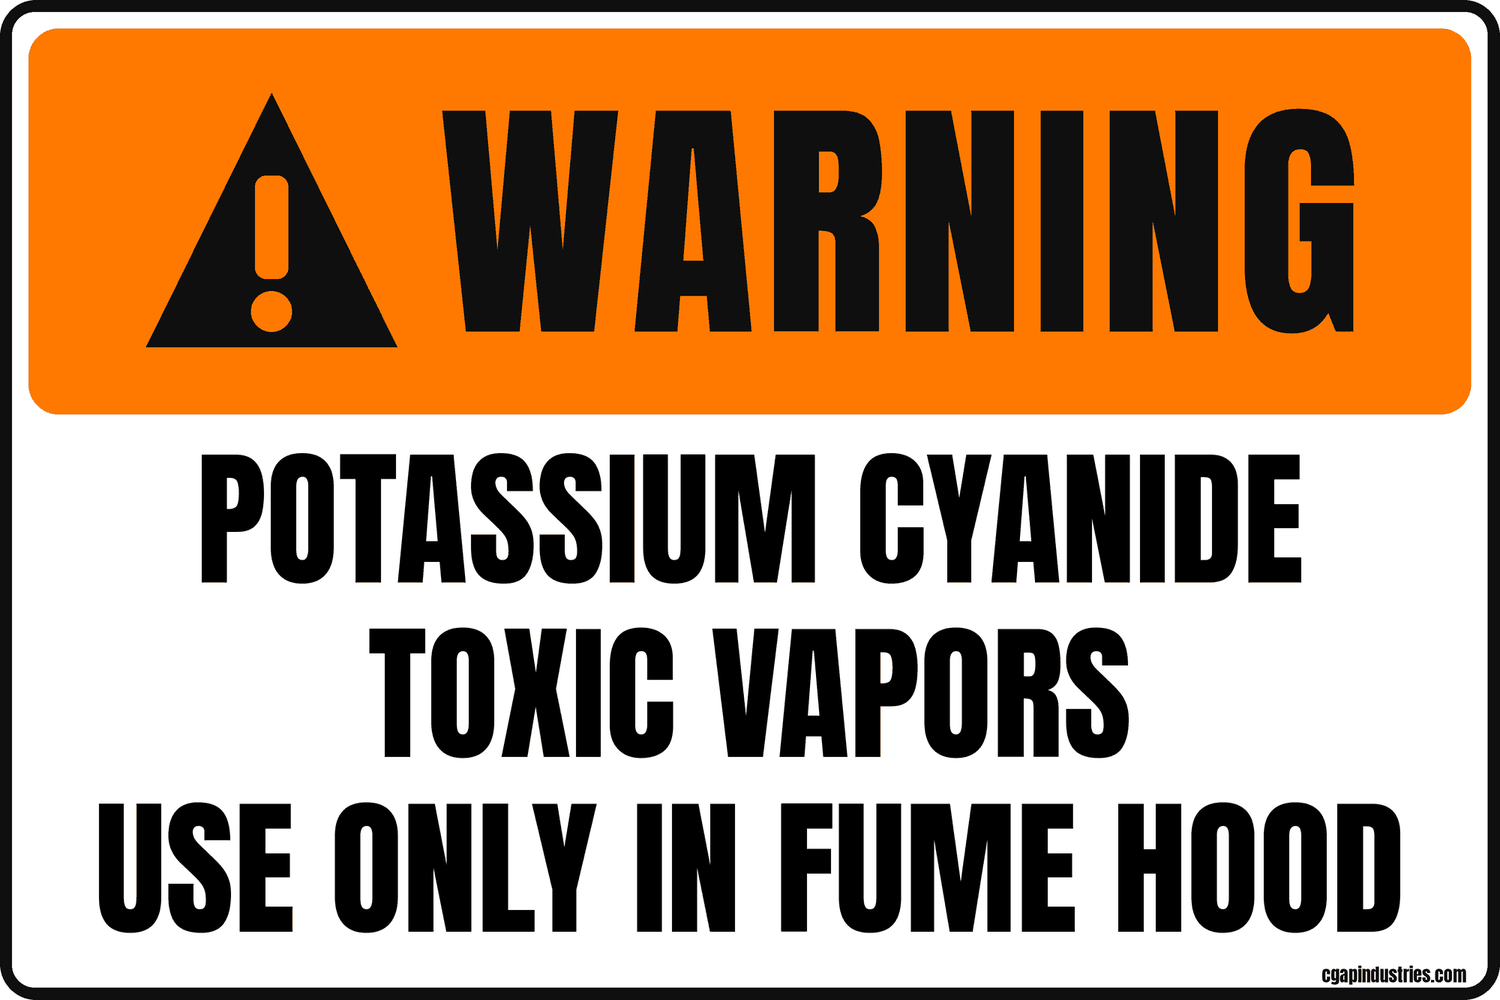 WARNING
POTASSIUM CYANIDE
TOXIC VAPORS
USE ONLY IN FUME HOOD
cgapindustries.com